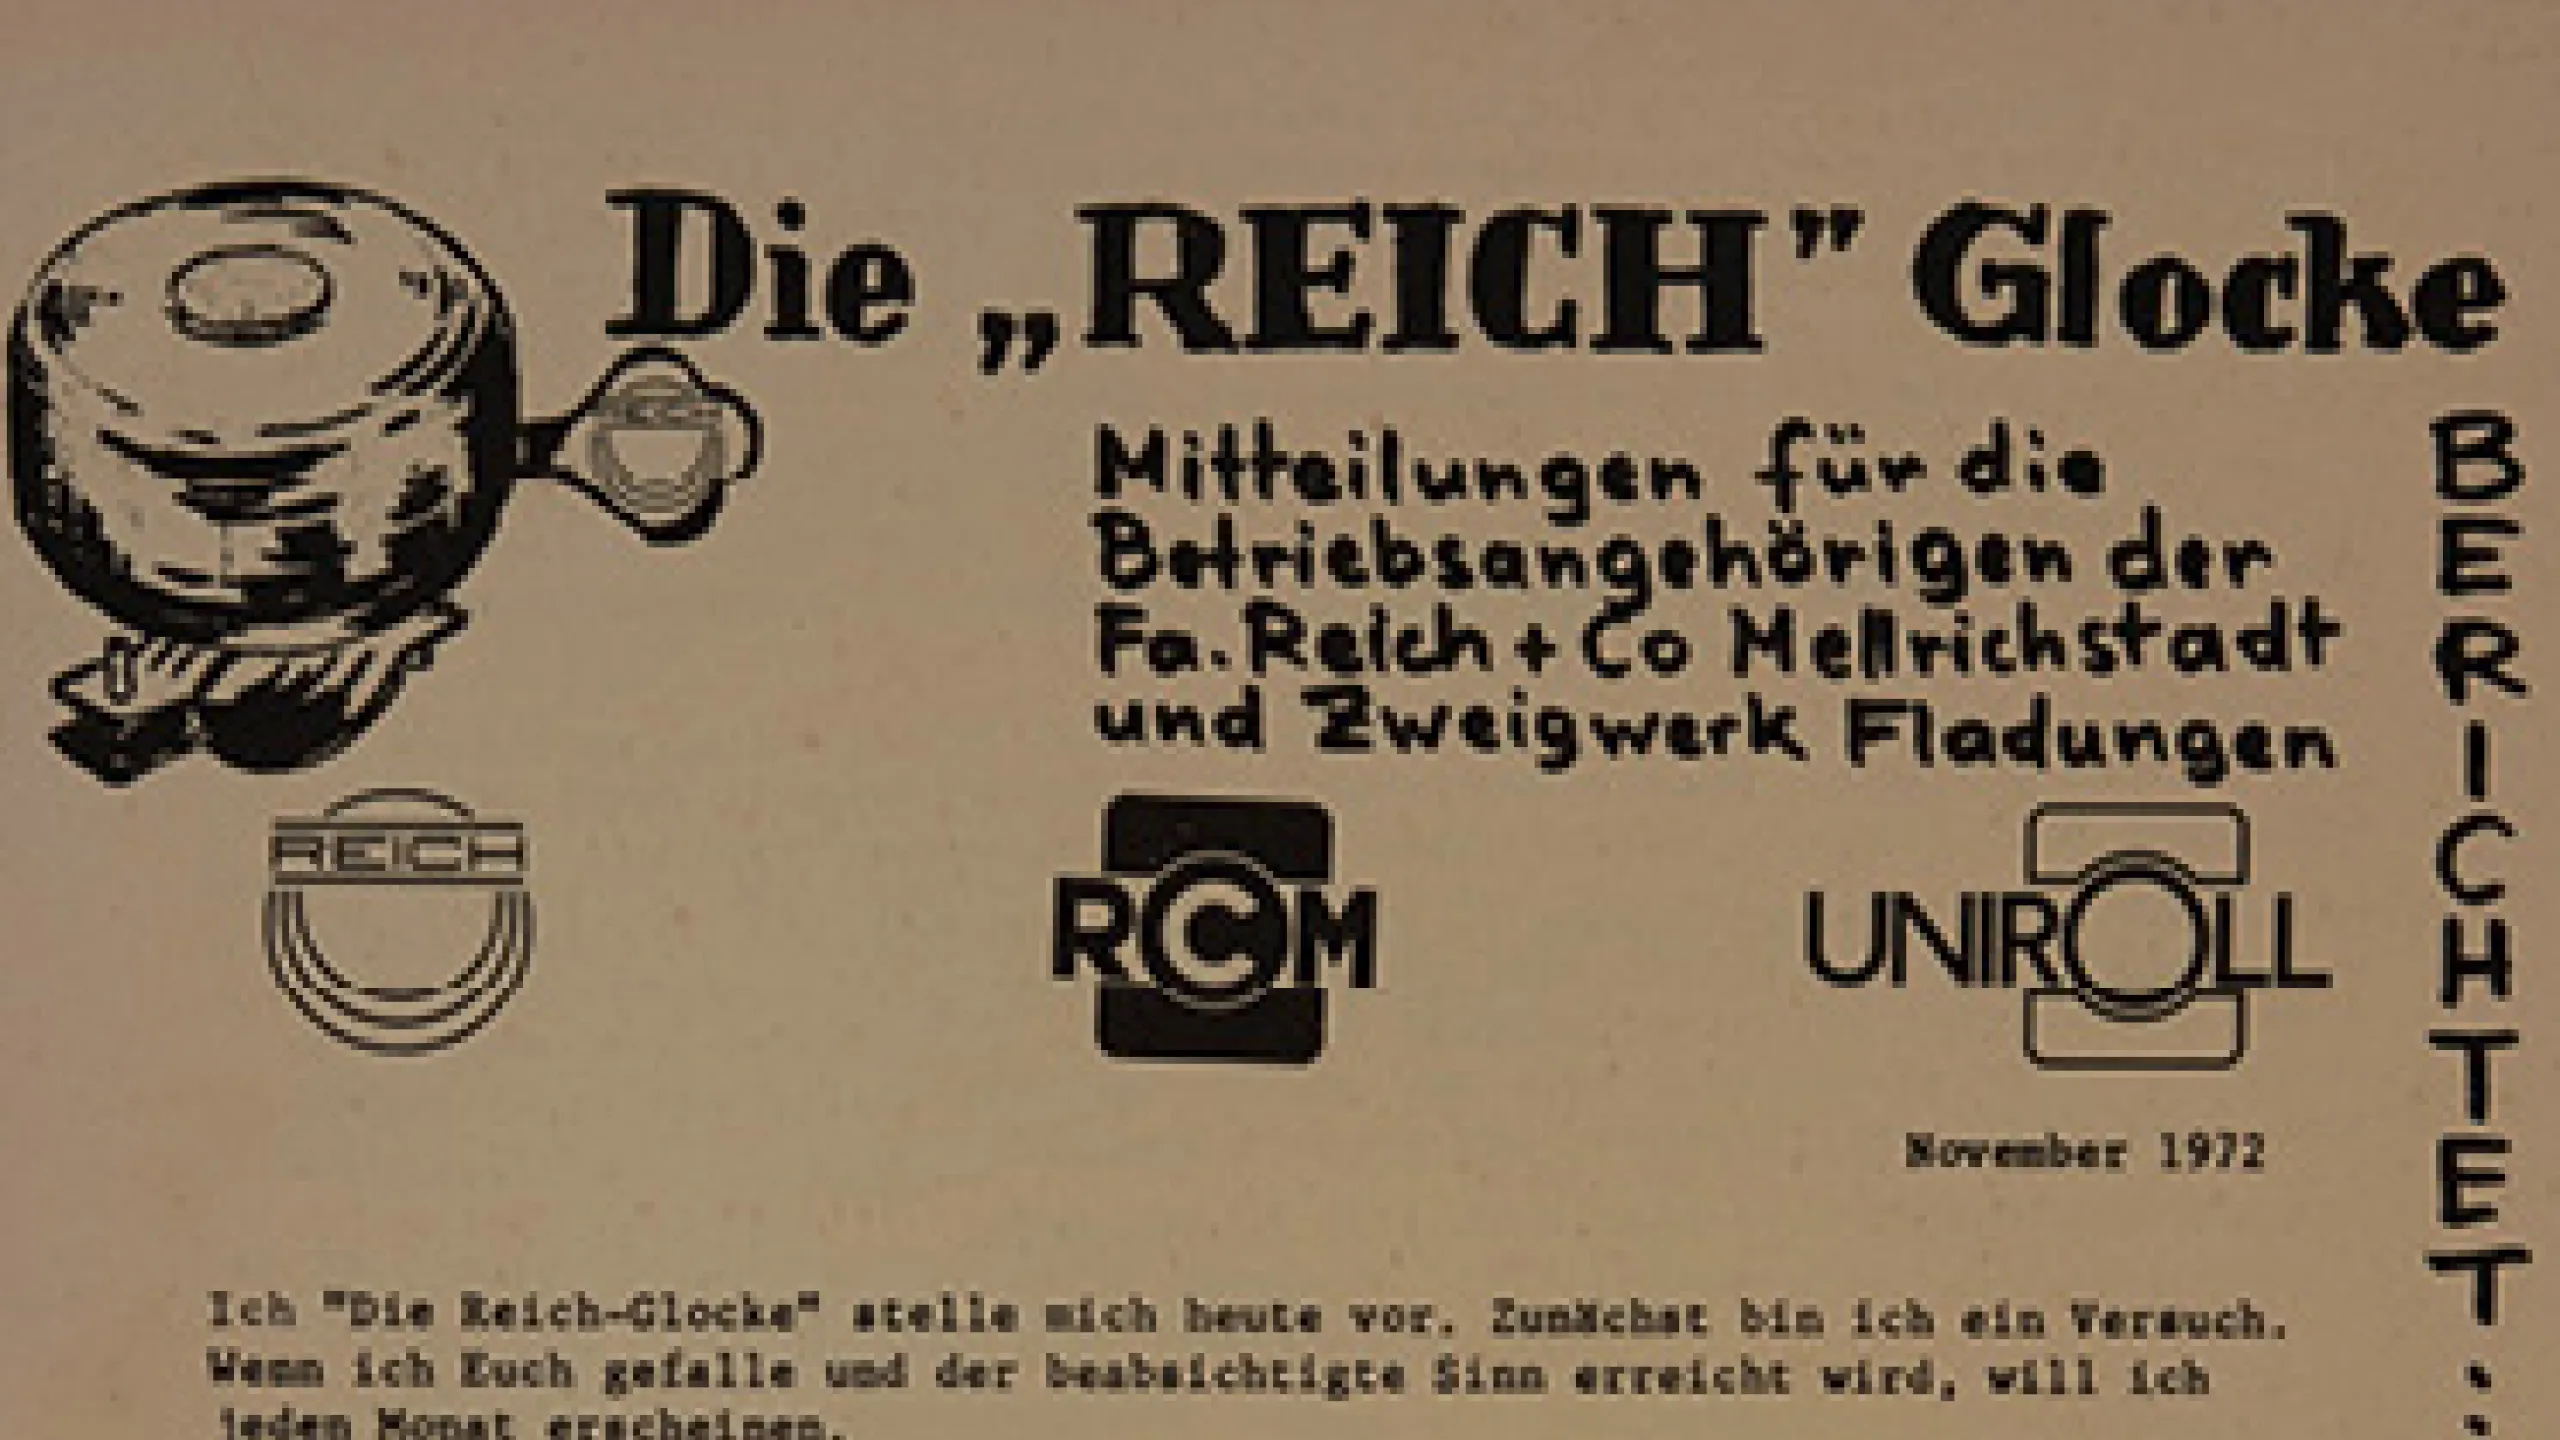 Die „REICH" Glocke
REICH
Mitteilungen für die
Betriebsangehörigen der
Fa. Reich + Co Mellrichstadt
und Zweigwerk Fladungen
BERICHTET..
REICH
RCM
UNIROLL
November 1972
Ich "Die Reich-Glocke" stelle mich heute vor. Zunächst bin ich ein Versuch.
Wenn ich Euch gefalle und der beabsichtigte Sinn erreicht wird, will ich
jeden Monat erscheinen.